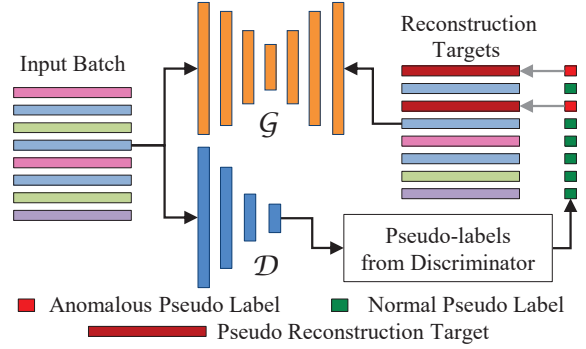 Input Batch
Reconstruction
Targets
G
D
Pseudo-labels
from Discriminator
Anomalous Pseudo Label
Normal Pseudo Label
Pseudo Reconstruction Target